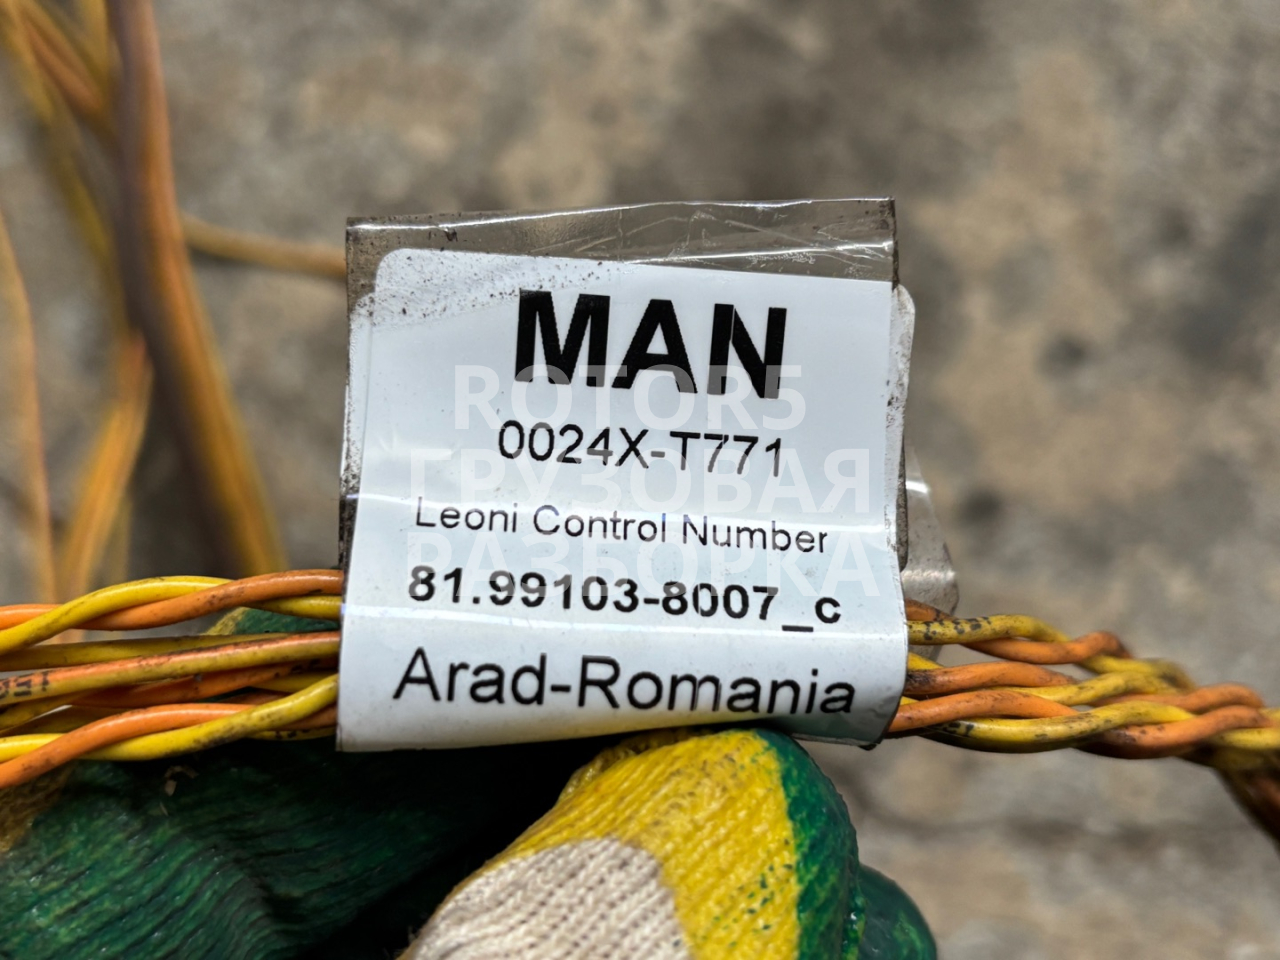 MAN
ROTOR5
0024X-T771
ГРУЗОВАЯ
Leoni Control Number
РАЗБОРКА
81.99103-8007_c
Arad-Romania